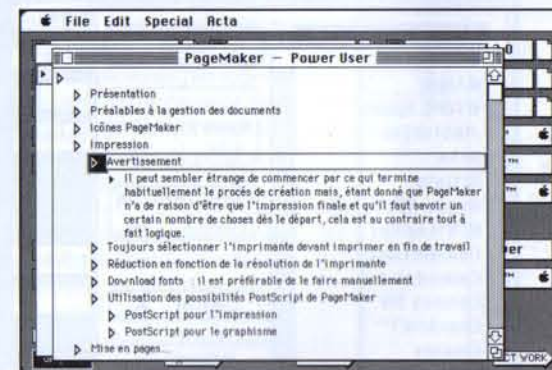 File Edit Special Acta
PageMaker — Power User
Présentation
Préalables à la gestion des documents
Icônes PageMaker
Impression
Avertissement
Il peut sembler étrange de commencer par ce qui termine
habituellement le procés de création mais, étant donné que PageMaker
n'a de raison d'être que l'impression finale et qu'il faut savoir un
certain nombre de choses dès le départ, cela est au contraire tout à
fait logique.
Toujours sélectionner l'imprimante devant imprimer en fin de travail
Réduction en fonction de la résolution de l'imprimante
Download fonts : il est préférable de le faire manuellement
Utilisation des possibilités PostScript de PageMaker
PostScript pour l'impression
PostScript pour le graphisme
Mise en pages...